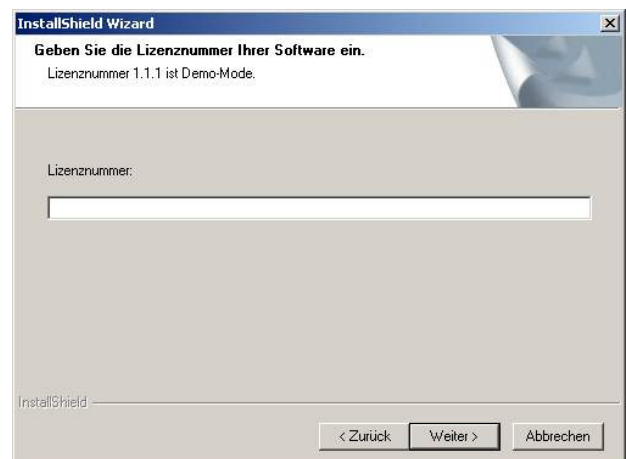 InstallShield Wizard
Geben Sie die Lizenznummer Ihrer Software ein.
Lizenznummer 1.1.1 ist Demo-Mode.
Lizenznummer:
InstallShield
< Zurück Weiter > Abbrechen